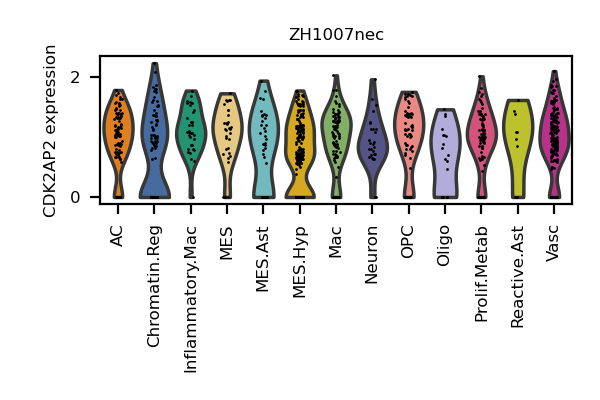 ZH1007nec
CDK2AP2 expression
2
0
AC
Chromatin.Reg
Inflammatory.Mac
MES
MES.Ast
MES.Hyp
Mac
Neuron
OPC
Oligo
Prolif.Metab
Reactive.Ast
Vasc